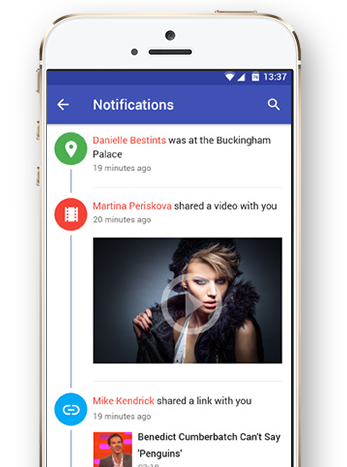 13:37
Notifications
Danielle Bestints was at the Buckingham
Palace
19 minutes ago
Martina Periskova shared a video with you
20 minutes ago
Mike Kendrick shared a link with you
19 minutes ago
Benedict Cumberbatch Can't Say
'Penguins'